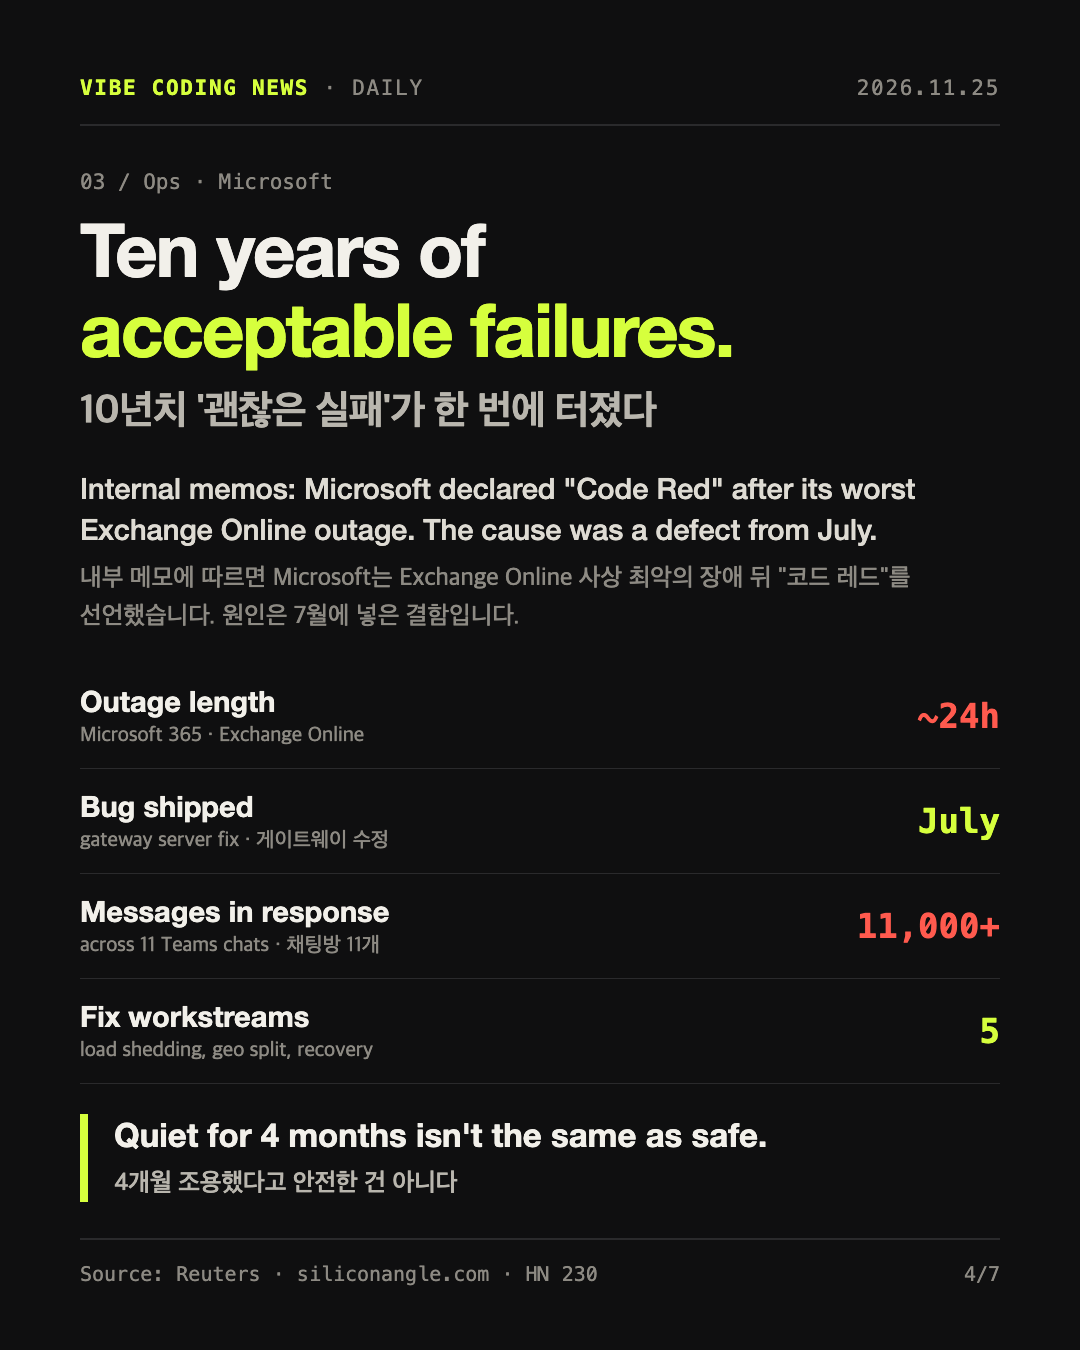 VIBE CODING NEWS · DAILY
2026.11.25
03 / Ops · Microsoft
Ten years of
acceptable failures.
10년치 '괜찮은 실패'가 한 번에 터졌다
Internal memos: Microsoft declared "Code Red" after its worst
Exchange Online outage. The cause was a defect from July.
내부 메모에 따르면 Microsoft는 Exchange Online 사상 최악의 장애 뒤 "코드 레드"를
선언했습니다. 원인은 7월에 넣은 결함입니다.
Outage length
~24h
Microsoft 365 · Exchange Online
Bug shipped
July
gateway server fix · 게이트웨이 수정
Messages in response
11,000+
across 11 Teams chats · 채팅방 11개
Fix workstreams
5
load shedding, geo split, recovery
Quiet for 4 months isn't the same as safe.
4개월 조용했다고 안전한 건 아니다
Source: Reuters · siliconangle.com · HN 230
4/7